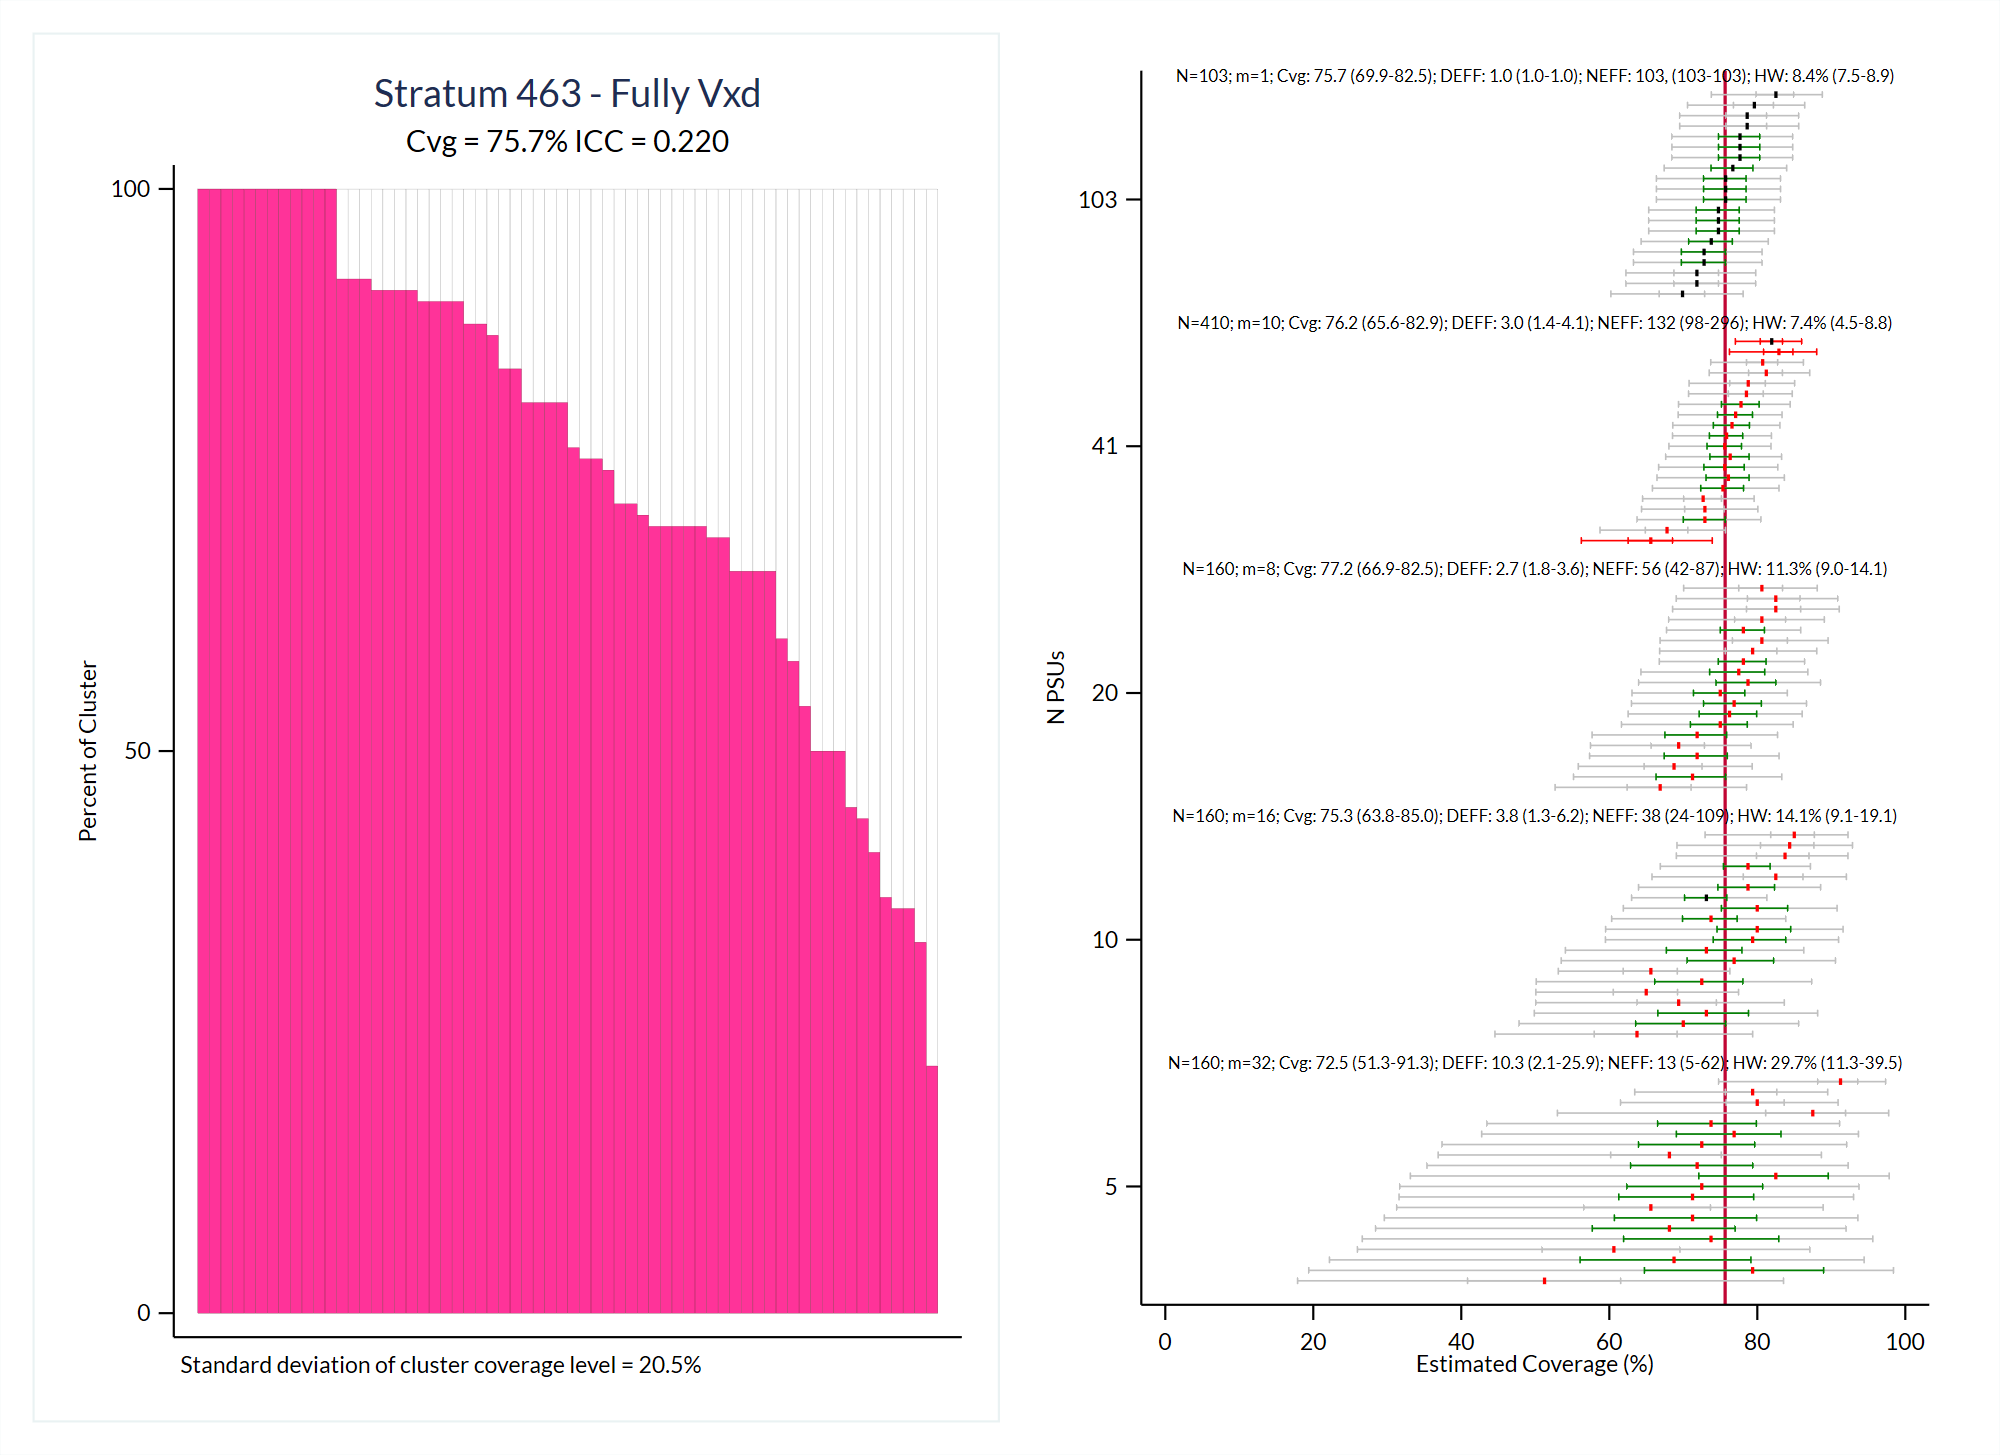 Stratum 463 - Fully Vxd
Cvg = 75.7% ICC = 0.220
100
50
0
Percent of Cluster
Standard deviation of cluster coverage level = 20.5%
N=103; m=1; Cvg: 75.7 (69.9-82.5); DEFF: 1.0 (1.0-1.0); NEFF: 103, (103-103); HW: 8.4% (7.5-8.9)
103
N=410; m=10; Cvg: 76.2 (65.6-82.9); DEFF: 3.0 (1.4-4.1); NEFF: 132 (98-296); HW: 7.4% (4.5-8.8)
41
N=160; m=8; Cvg: 77.2 (66.9-82.5); DEFF: 2.7 (1.8-3.6); NEFF: 56 (42-87); HW: 11.3% (9.0-14.1)
N PSUs
20
N=160; m=16; Cvg: 75.3 (63.8-85.0); DEFF: 3.8 (1.3-6.2); NEFF: 38 (24-109); HW: 14.1% (9.1-19.1)
10
N=160; m=32; Cvg: 72.5 (51.3-91.3); DEFF: 10.3 (2.1-25.9); NEFF: 13 (5-62); HW: 29.7% (11.3-39.5)
5
0 20 40 60 80 100
Estimated Coverage (%)